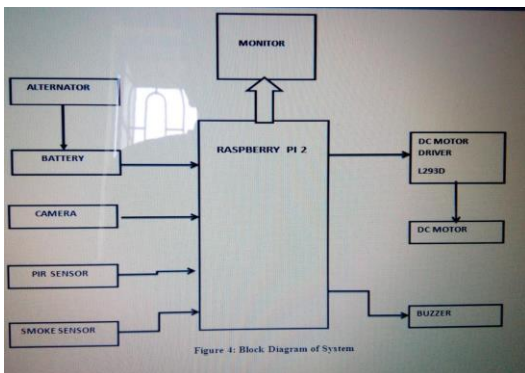 MONITOR
ALTERNATOR
BATTERY
CAMERA
PIR SENSOR
SMOKE SENSOR
RASPBERRY PI 2
DC MOTOR
DRIVER
L293D
DC MOTOR
BUZZER
Figure 4: Block Diagram of System